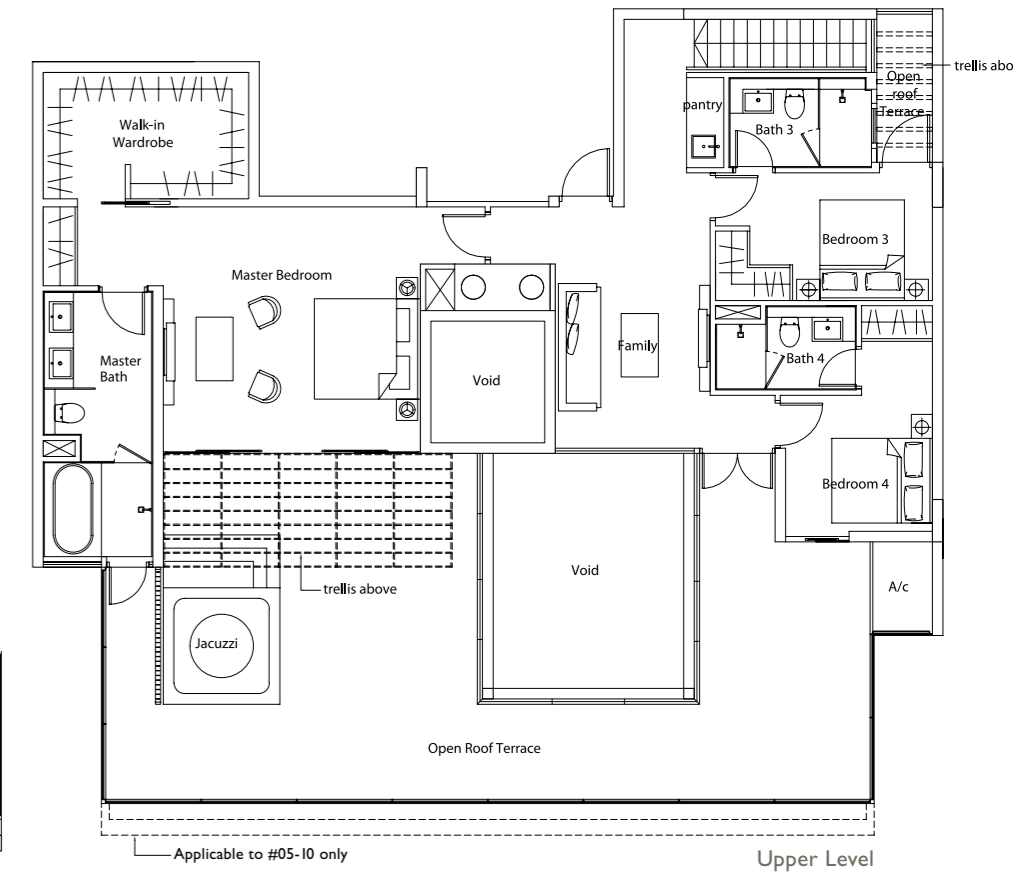 trellis abo
Open
roof
Terrace
pantry
Bath 3
Walk-in
Wardrobe
Bedroom 3
Master Bedroom
Family
Bath 4
Master
Bath
Void
Bedroom 4
Void
trellis above
A/c
Jacuzzi
Open Roof Terrace
Applicable to #05-10 only
Upper Level